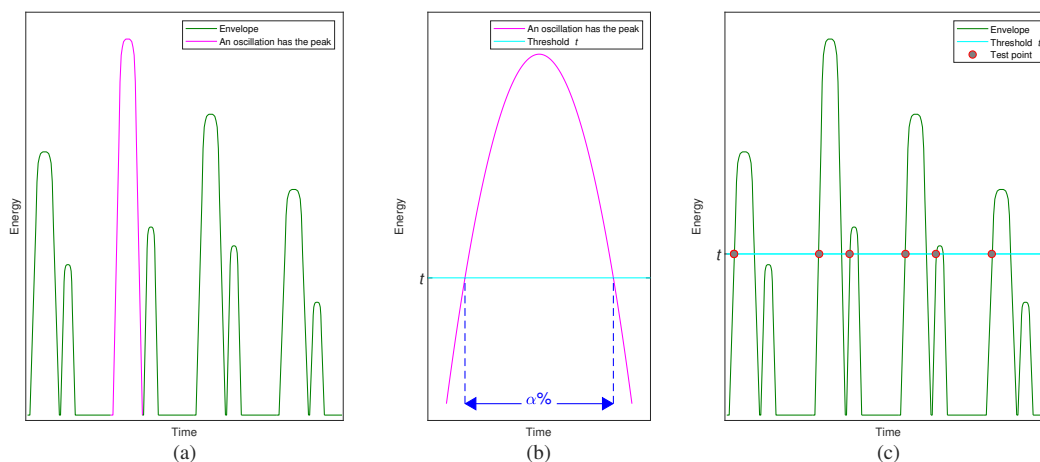 Envelope
An oscillation has the peak
Energy
Time
(a)
An oscillation has the peak
Threshold t
Energy
t
α%
Time
(b)
Envelope
Threshold t
Test point
Energy
t
Time
(c)